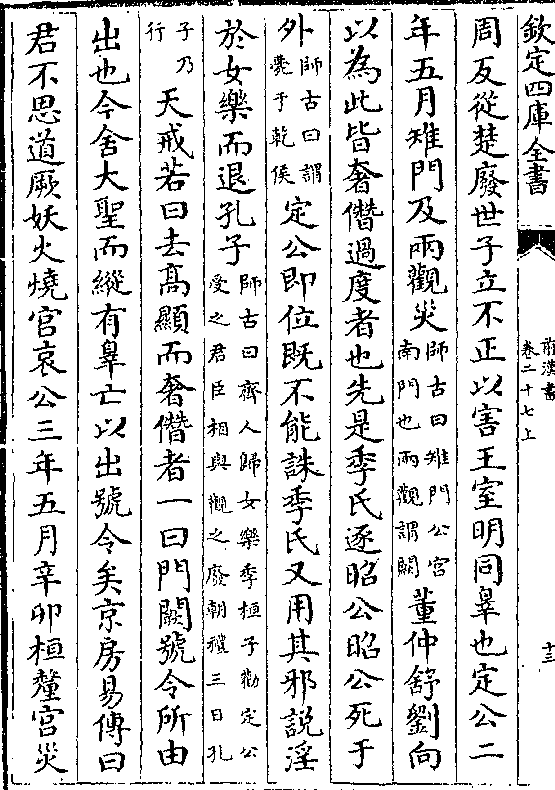 欽定四庫全書
前漢書
卷二十七上
十三
周反從楚廢世子立不正以害王室明同辠也定公二
年五月雉門及兩觀災師古曰雉門公宮南門也兩觀謂闕董仲舒劉向
以為此皆奢僭過度者也先是季氏逐昭公昭公死于
外師古曰謂薨于乾侯定公即位既不能誅季氏又用其邪說淫
於女樂而退孔子師古曰齊人歸女樂季桓子勸定公受之君臣相與觀之廢朝禮三日孔
子乃行天戒若曰去高顯而奢僭者一曰門闕號令所由
出也今舍大聖而縱有辠亡以出號令矣京房易傳曰
君不思道厥妖火燒宮哀公三年五月辛卯桓釐宮災